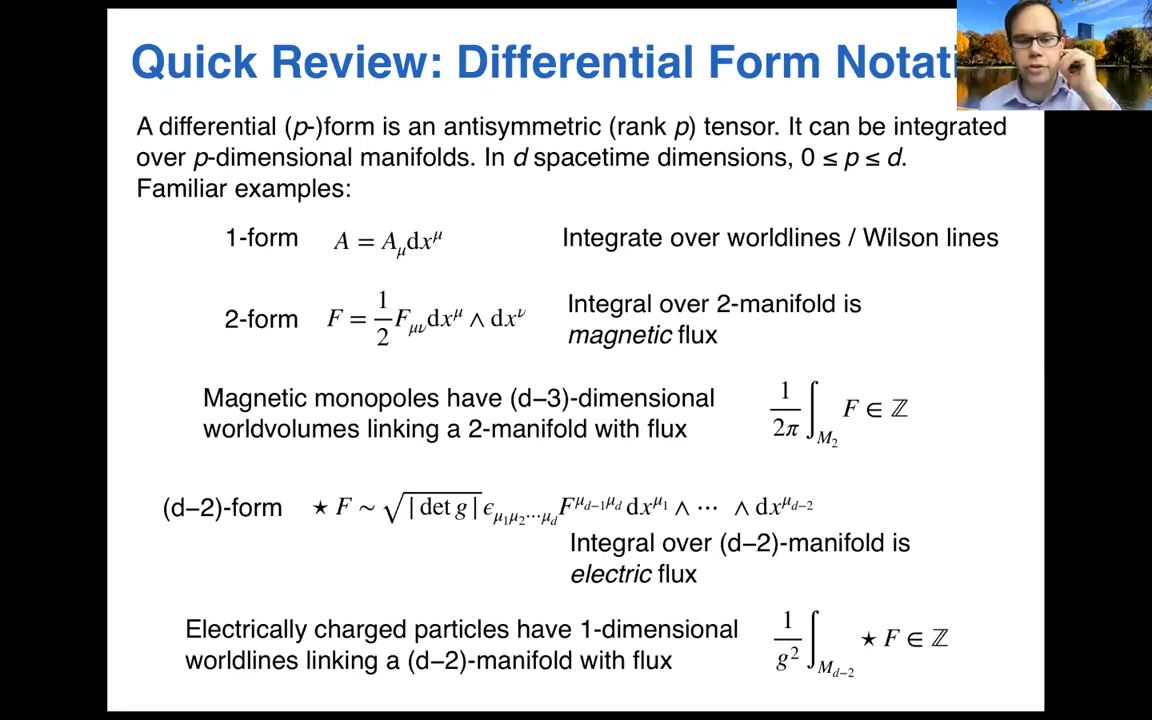 Quick Review: Differential Form Notati
A differential (p-)form is an antisymmetric (rank p) tensor. It can be integrated
over p-dimensional manifolds. In d spacetime dimensions, 0 ≤ p ≤ d.
Familiar examples:
1-form A = A_μ dx^μ Integrate over worldlines / Wilson lines
2-form F = 1/2 F_{μν} dx^μ ∧ dx^ν Integral over 2-manifold is
magnetic flux
Magnetic monopoles have (d−3)-dimensional
worldvolumes linking a 2-manifold with flux 1/2π ∫_{M_2} F ∈ ℤ
(d−2)-form ⋆ F ∼ √|det g| ϵ_{μ_1μ_2⋯μ_d} F^{μ_{d−1}μ_d} dx^{μ_1} ∧ ⋯ ∧ dx^{μ_{d−2}}
Integral over (d−2)-manifold is
electric flux
Electrically charged particles have 1-dimensional
worldlines linking a (d−2)-manifold with flux 1/g^2 ∫_{M_{d−2}} ⋆ F ∈ ℤ